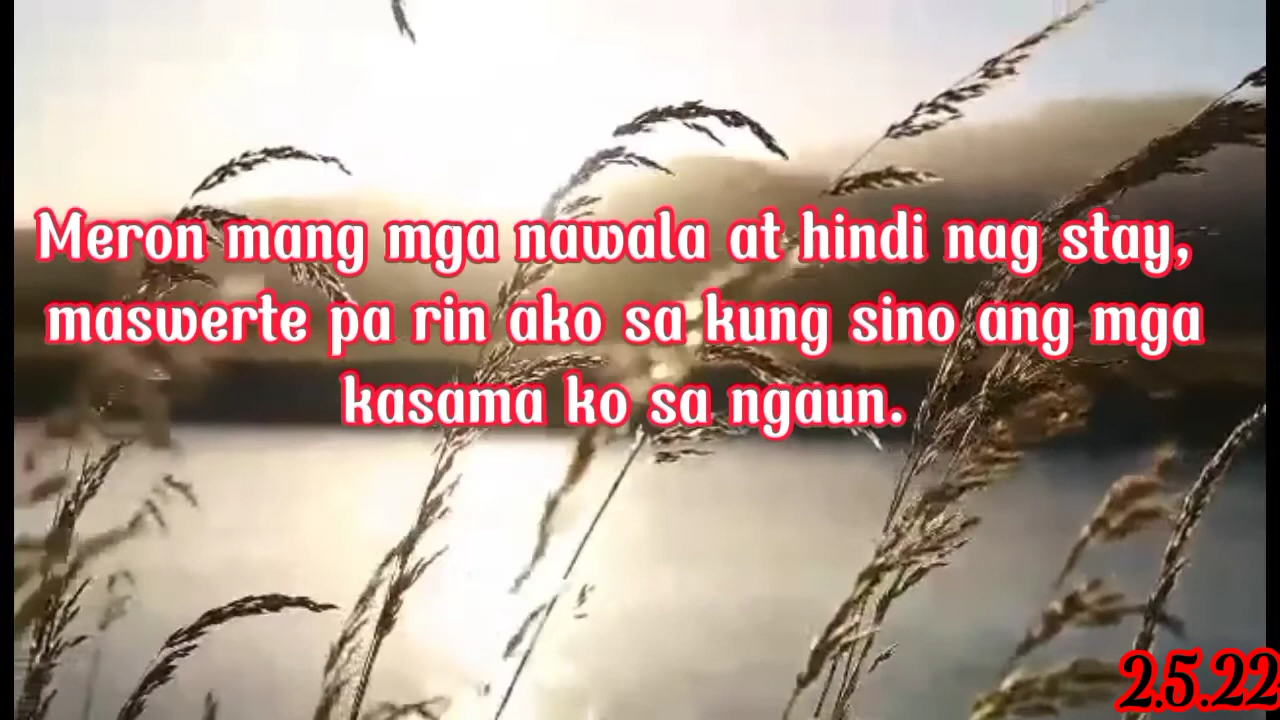 Meron mang mga nawala at hindi nag stay,
maswerte pa rin ako sa kung sino ang mga
kasama ko sa ngaun.
2.5.22